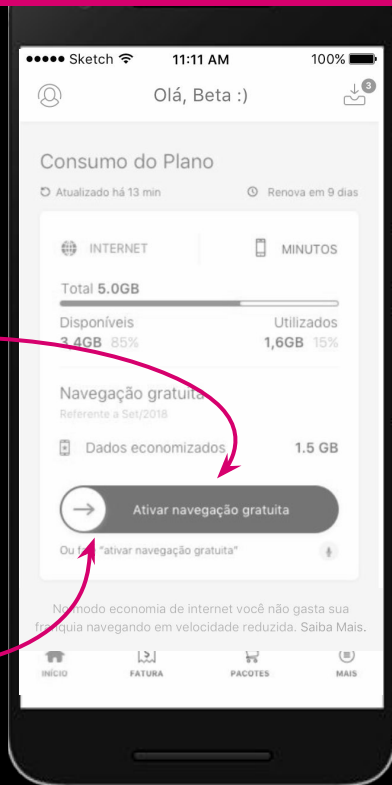 Sketch 11:11 AM 100%
Olá, Beta :) 3
Consumo do Plano
Atualizado há 13 min Renova em 9 dias
INTERNET MINUTOS
Total 5.0GB
Disponíveis Utilizados
3.4GB 85% 1,6GB 15%
Navegação gratuita
Referente a Set/2018
Dados economizados 1.5 GB
Ativar navegação gratuita
Ou "ativar navegação gratuita"
No modo economia de internet você não gasta sua
franquia navegando em velocidade reduzida. Saiba Mais.
INÍCIO FATURA PACOTES MAIS